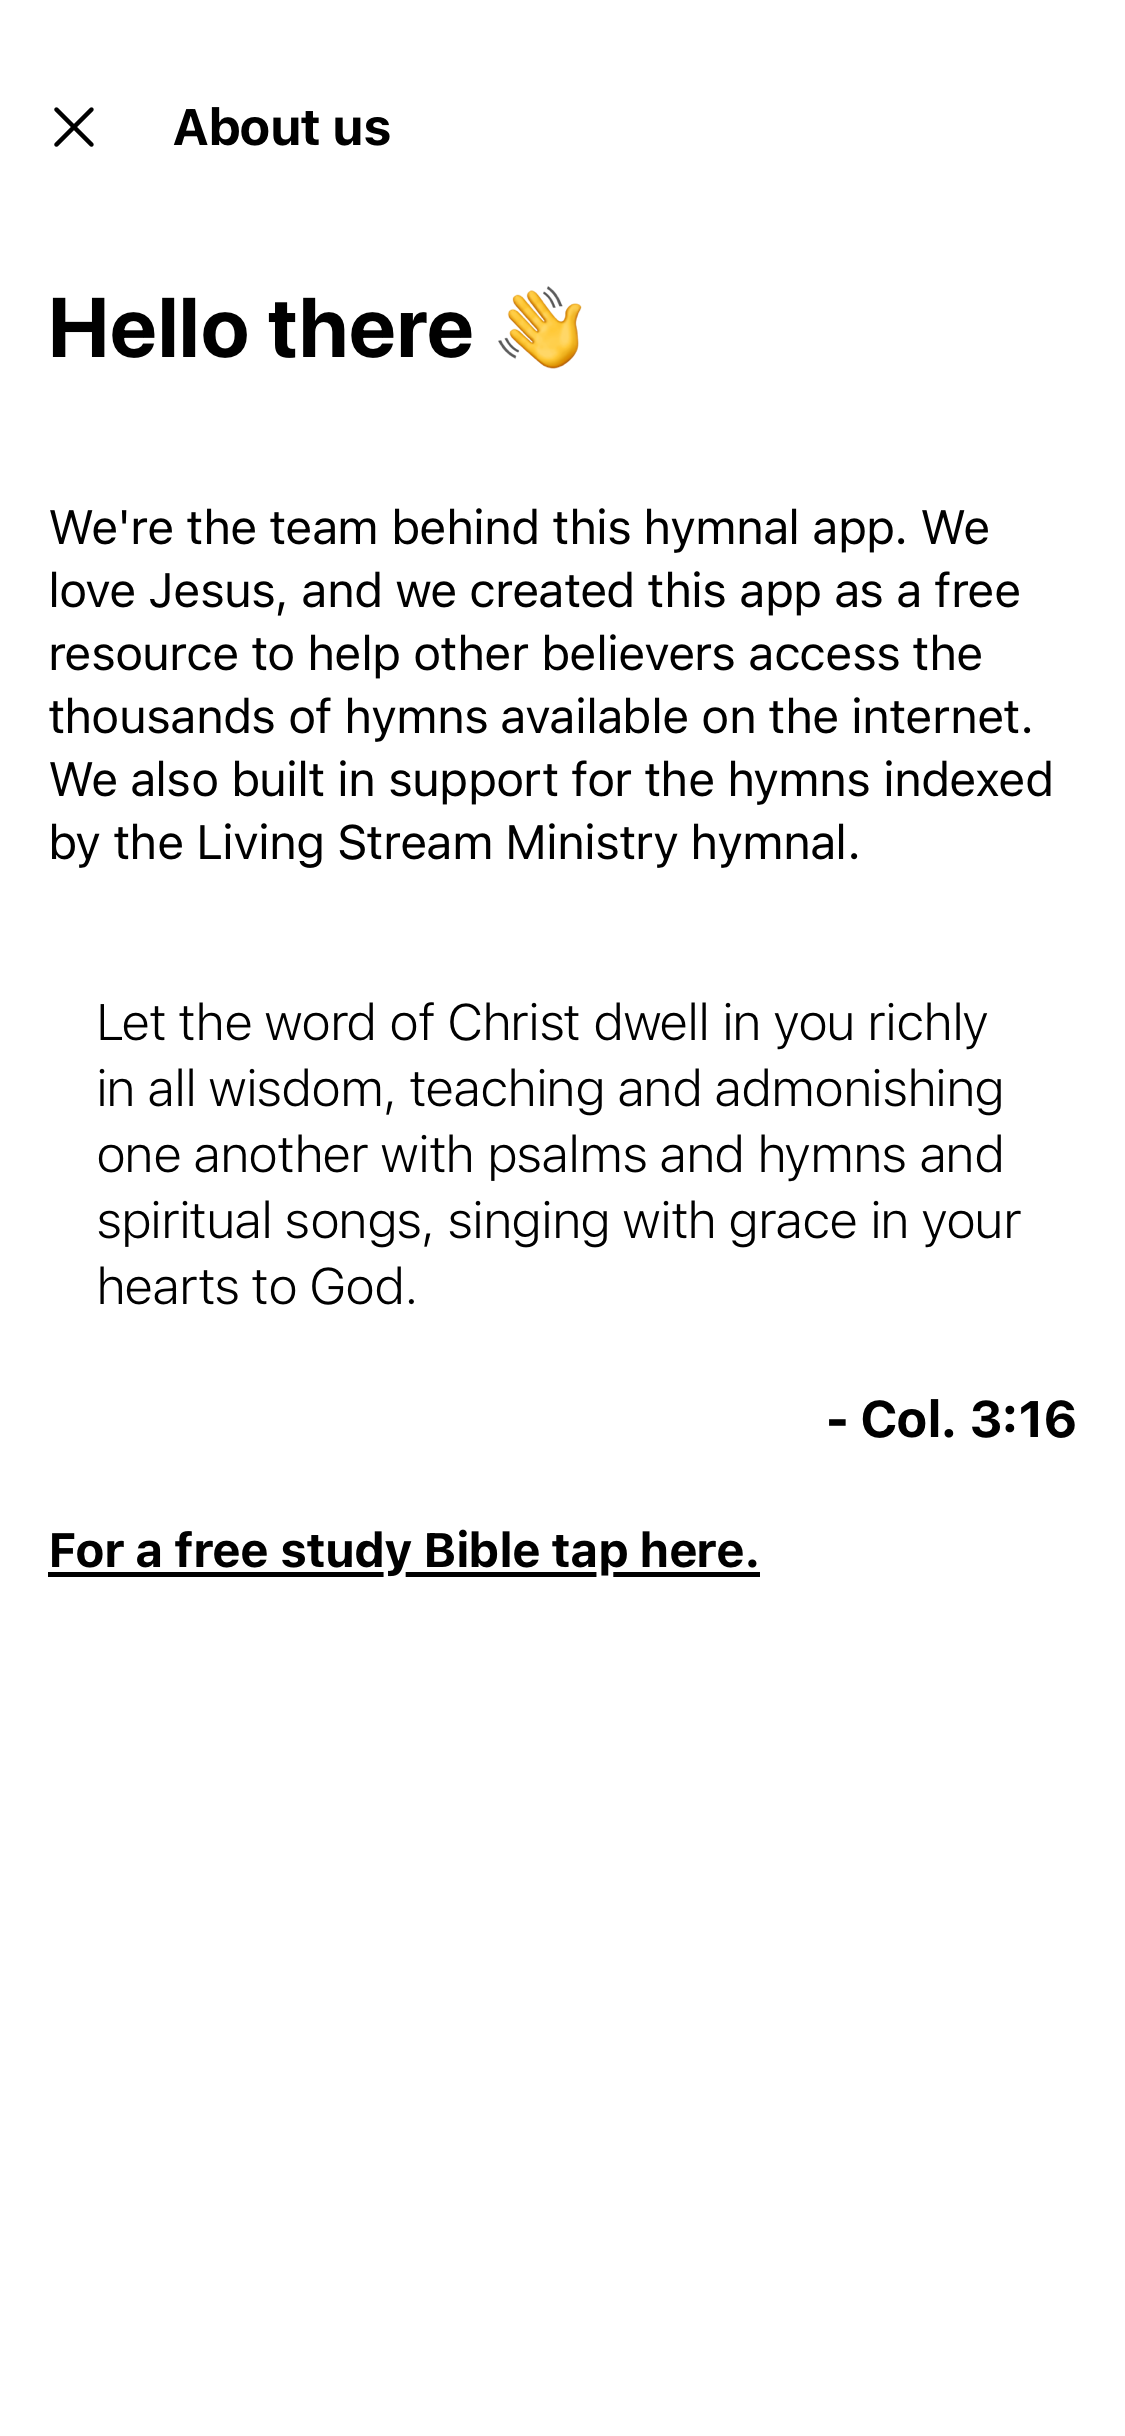 About us
Hello there 👋
We're the team behind this hymnal app. We
love Jesus, and we created this app as a free
resource to help other believers access the
thousands of hymns available on the internet.
We also built in support for the hymns indexed
by the Living Stream Ministry hymnal.
Let the word of Christ dwell in you richly
in all wisdom, teaching and admonishing
one another with psalms and hymns and
spiritual songs, singing with grace in your
hearts to God.
- Col. 3:16
For a free study Bible tap here.